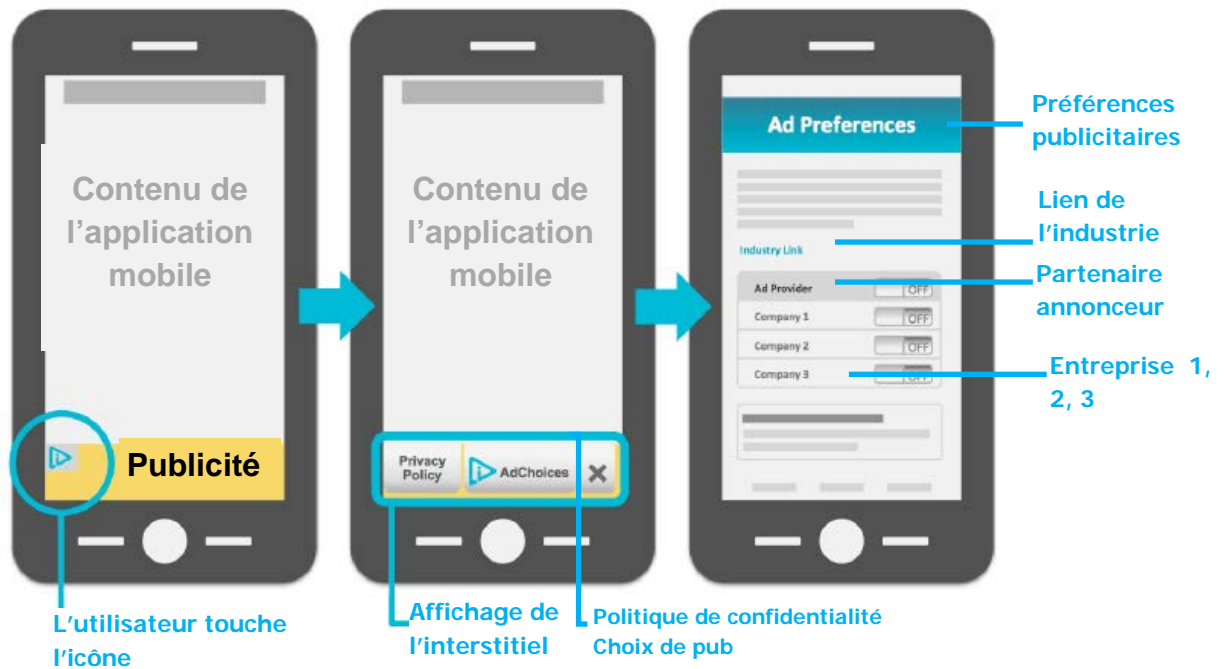 Contenu de
l’application
mobile
Publicité
L’utilisateur touche
l’icône
Contenu de
l’application
mobile
Privacy
Policy
AdChoices
Affichage de
l’interstitiel
Politique de confidentialité
Choix de pub
Ad Preferences
Industry Link
Ad Provider OFF
Company 1 OFF
Company 2 OFF
Company 3 OFF
Préférences
publicitaires
Lien de
l’industrie
Partenaire
annonceur
Entreprise 1,
2, 3